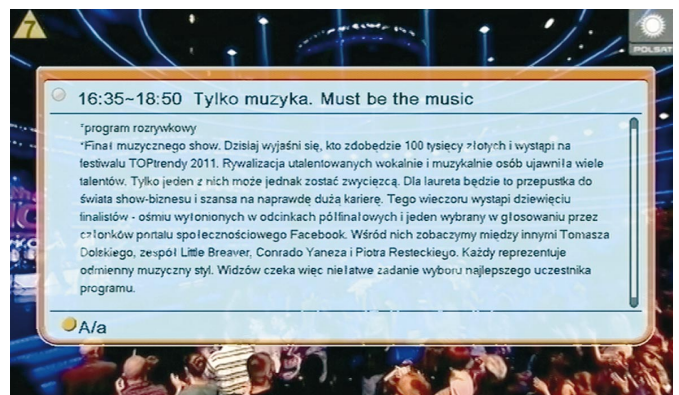 7
POLSAT
16:35~18:50 Tylko muzyka. Must be the music
*program rozrywkowy
*Finał muzycznego show. Dzisiaj wyjaśni się, kto zdobędzie 100 tysięcy złotych i wystąpi na
festiwalu TOPtrendy 2011. Rywalizacja utalentowanych wokalnie i muzykalnie osób ujawniła wiele
talentów. Tylko jeden z nich może jednak zostać zwycięzcą. Dla laureta będzie to przepustka do
świata show-biznesu i szansa na naprawdę dużą karierę. Tego wieczoru wystąpi dziewięciu
finalistów - ośmiu wyłonionych w odcinkach półfinałowych i jeden wybrany w głosowaniu przez
członków portalu społecznościowego Facebook. Wśród nich zobaczymy między innymi Tomasza
Dolskiego, zespół Little Breaver, Conrado Yaneza i Piotra Resteckiego. Każdy reprezentuje
odmienny muzyczny styl. Widzów czeka więc niełatwe zadanie wyboru najlepszego uczestnika
programu.
A/a